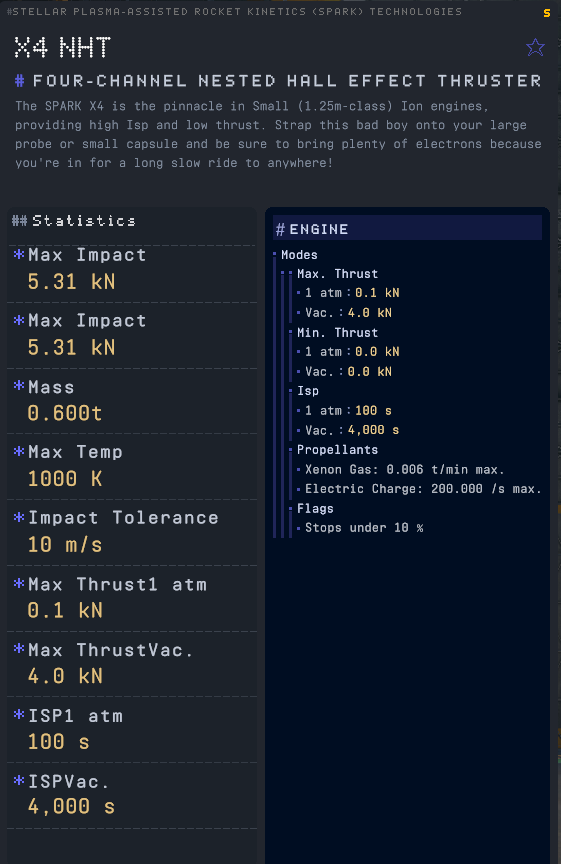 #STELLAR PLASMA-ASSISTED ROCKET KINETICS (SPARK) TECHNOLOGIES
S
X4 NHT
# FOUR-CHANNEL NESTED HALL EFFECT THRUSTER
The SPARK X4 is the pinnacle in Small (1.25m-class) Ion engines,
providing high Isp and low thrust. Strap this bad boy onto your large
probe or small capsule and be sure to bring plenty of electrons because
you're in for a long slow ride to anywhere!
## Statistics
*Max Impact
5.31 kN
*Max Impact
5.31 kN
*Mass
0.600t
*Max Temp
1000 K
*Impact Tolerance
10 m/s
*Max Thrust1 atm
0.1 kN
*Max ThrustVac.
4.0 kN
*ISP1 atm
100 s
*ISPVac.
4,000 s
# ENGINE
Modes
Max. Thrust
1 atm:0.1 kN
Vac.:4.0 kN
Min. Thrust
1 atm:0.0 kN
Vac.:0.0 kN
Isp
1 atm:100 s
Vac.:4,000 s
Propellants
Xenon Gas: 0.006 t/min max.
Electric Charge: 200.000 /s max.
Flags
Stops under 10 %